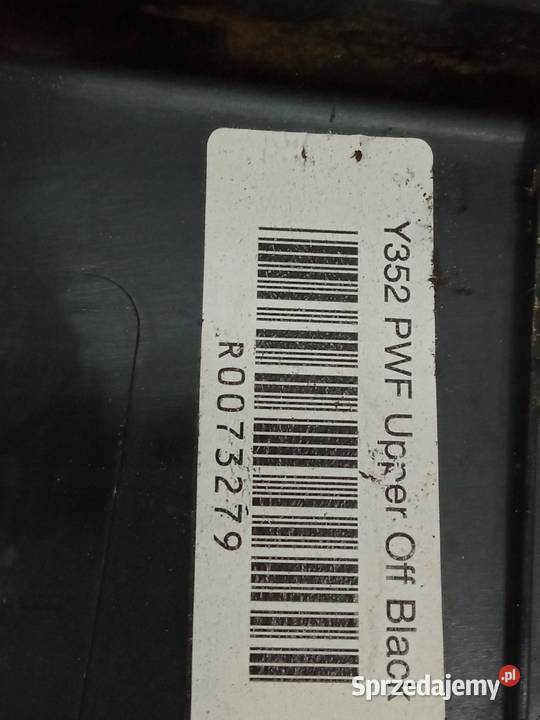 Y352 PWF Upper Off Black
R0073279
Sprzedajemy.pl